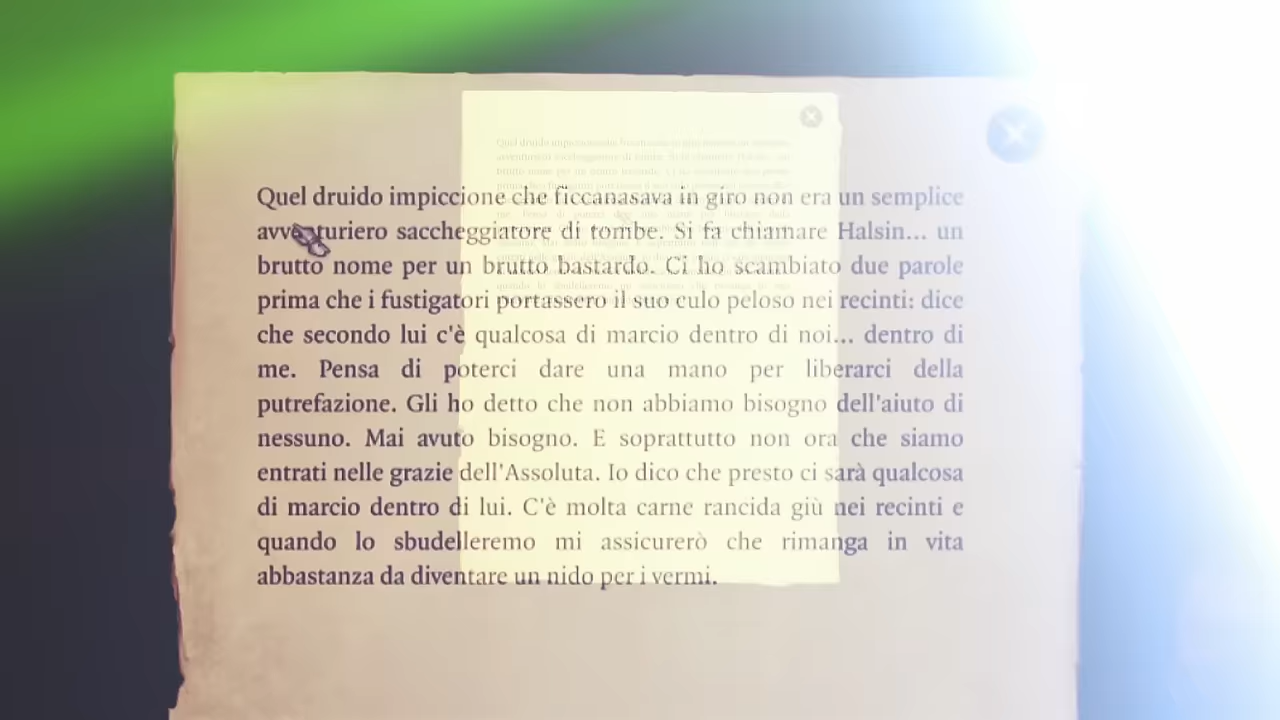 Quel druido impiccione che ficcanasava in giro non era un semplice
avventuriero saccheggiatore di tombe. Si fa chiamare Halsin... un
brutto nome per un brutto bastardo. Ci ho scambiato due parole
prima che i fustigatori portassero il suo culo peloso nei recinti: dice
che secondo lui c'è qualcosa di marcio dentro di noi... dentro di
me. Pensa di poterci dare una mano per liberarci della
putrefazione. Gli ho detto che non abbiamo bisogno dell'aiuto di
nessuno. Mai avuto bisogno. E soprattutto non ora che siamo
entrati nelle grazie dell'Assoluta. Io dico che presto ci sarà qualcosa
di marcio dentro di lui. C'è molta carne rancida giù nei recinti e
quando lo sbudelleremo mi assicurerò che rimanga in vita
abbastanza da diventare un nido per i vermi.